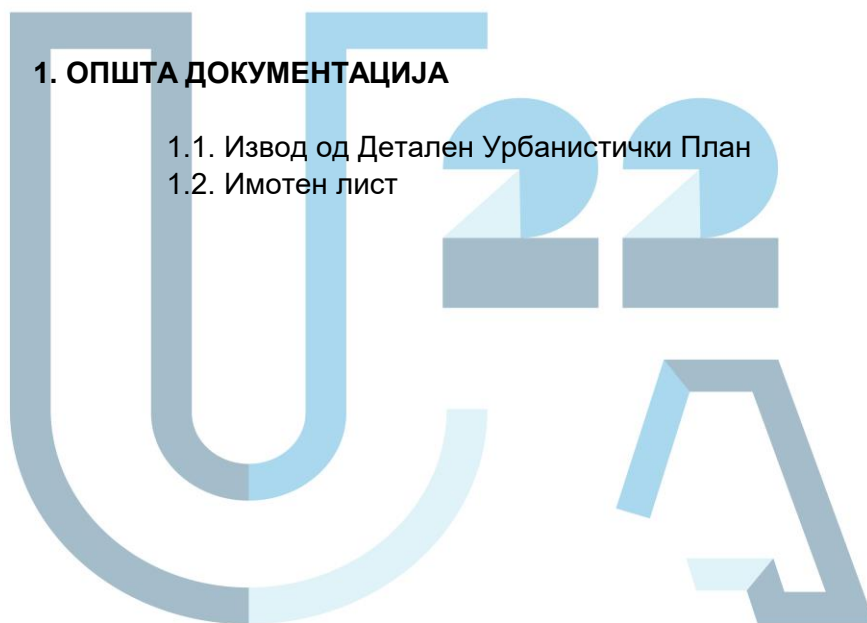 1. ОПШТА ДОКУМЕНТАЦИЈА
1.1. Извод од Детален Урбанистички План
1.2. Имотен лист